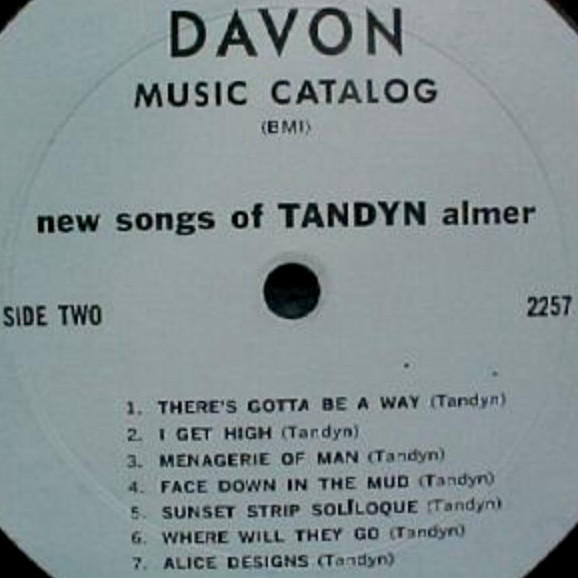 DAVON
MUSIC CATALOG
(BMI)
new songs of TANDYN almer
SIDE TWO
2257
1. THERE'S GOTTA BE A WAY (Tandyn)
2. I GET HIGH (Tandyn)
3. MENAGERIE OF MAN (Tandyn)
4. FACE DOWN IN THE MUD (Tandyn)
5. SUNSET STRIP SOLILOQUE (Tandyn)
6. WHERE WILL THEY GO (Tandyn)
7. ALICE DESIGNS (Tandyn)